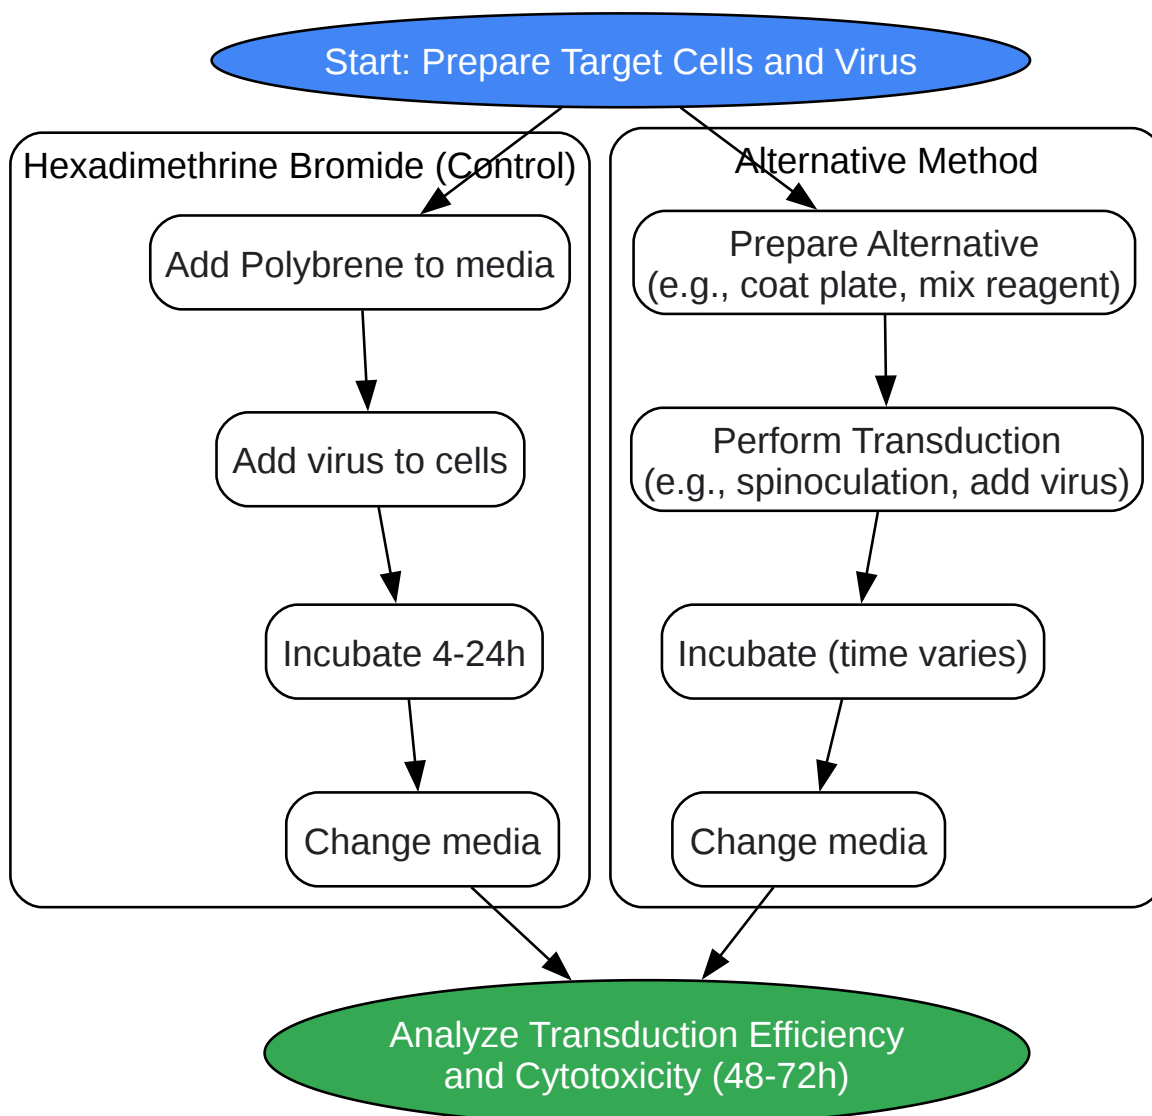 Start: Prepare Target Cells and Virus
Hexadimethrine Bromide (Control)
Add Polybrene to media
Add virus to cells
Incubate 4-24h
Change media
Alternative Method
Prepare Alternative
(e.g., coat plate, mix reagent)
Perform Transduction
(e.g., spinoculation, add virus)
Incubate (time varies)
Change media
Analyze Transduction Efficiency
and Cytotoxicity (48-72h)